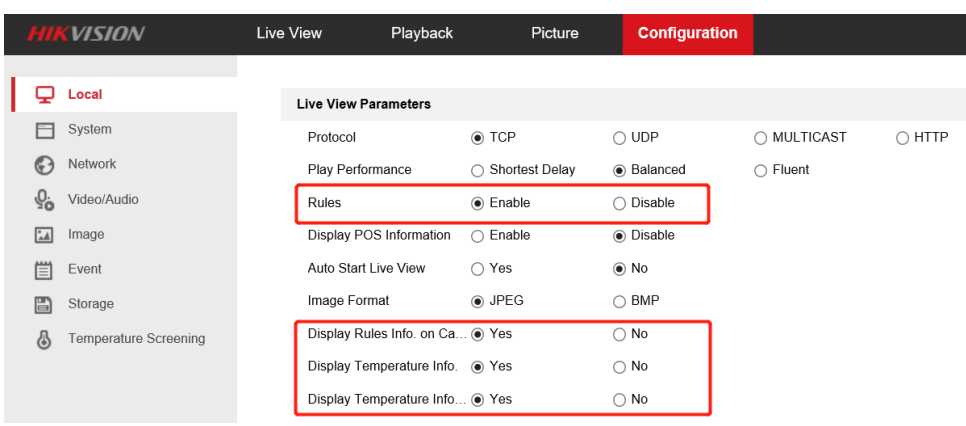 HIKVISION Live View Playback Picture Configuration
Local
System
Network
Video/Audio
Image
Event
Storage
Temperature Screening
Live View Parameters
Protocol TCP UDP MULTICAST HTTP
Play Performance Shortest Delay Balanced Fluent
Rules Enable Disable
Display POS Information Enable Disable
Auto Start Live View Yes No
Image Format JPEG BMP
Display Rules Info. on Ca... Yes No
Display Temperature Info. Yes No
Display Temperature Info... Yes No